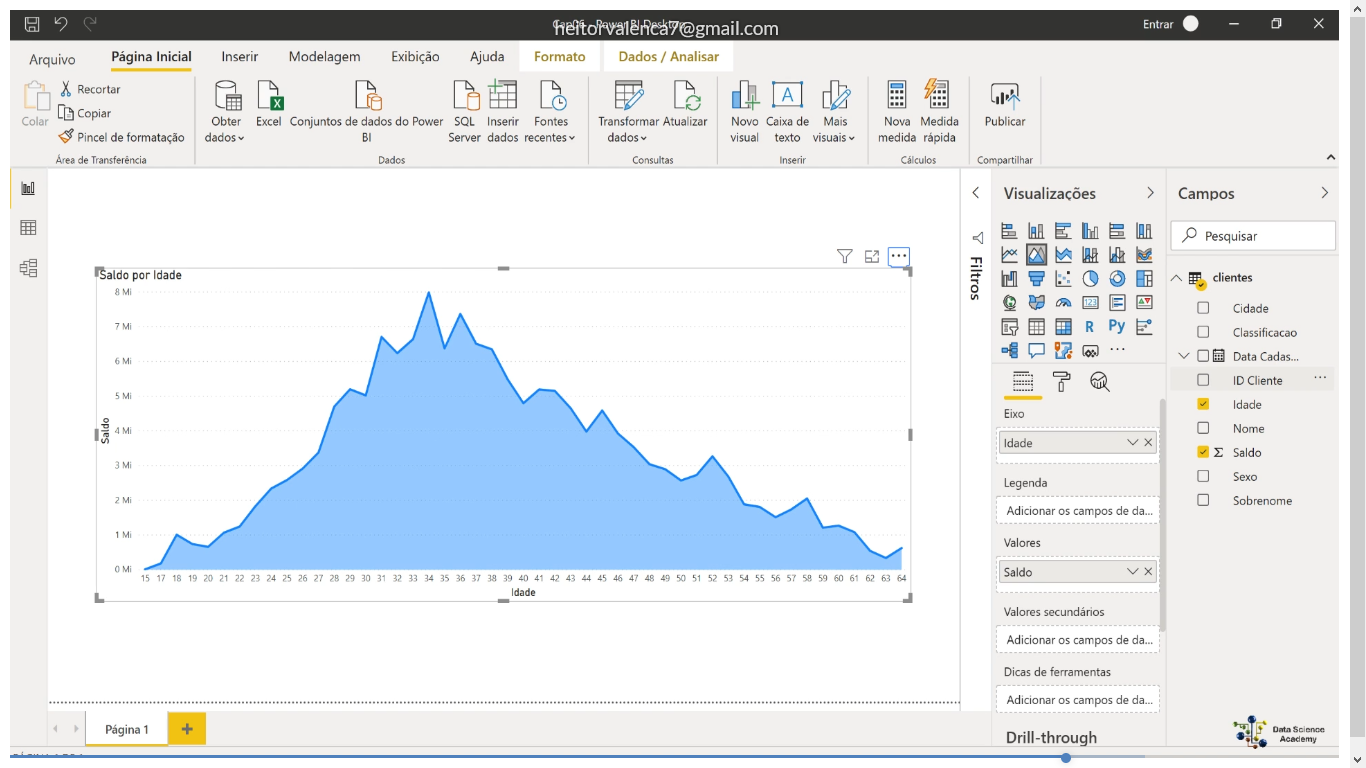 Cap06 - Power BI Desktop
heitorvalenca7@gmail.com
Entrar
Arquivo
Página Inicial
Inserir
Modelagem
Exibição
Ajuda
Formato
Dados / Analisar
Colar
Recortar
Copiar
Pincel de formatação
Obter dados
Excel
Conjuntos de dados do Power BI
SQL Server
Inserir dados
Fontes recentes
Transformar dados
Atualizar
Novo visual
Caixa de texto
Mais visuais
Nova medida
Medida rápida
Publicar
Área de Transferência
Dados
Consultas
Inserir
Cálculos
Compartilhar
Saldo por Idade
8 Mi
7 Mi
6 Mi
5 Mi
4 Mi
3 Mi
2 Mi
1 Mi
0 Mi
Saldo
15 17 18 19 20 21 22 23 24 25 26 27 28 29 30 31 32 33 34 35 36 37 38 39 40 41 42 43 44 45 46 47 48 49 50 51 52 53 54 55 56 57 58 59 60 61 62 63 64
Idade
Filtros
Visualizações
123
R
Py
Eixo
Idade
Legenda
Adicionar os campos de da...
Valores
Saldo
Valores secundários
Adicionar os campos de da...
Dicas de ferramentas
Adicionar os campos de da...
Drill-through
Campos
Pesquisar
clientes
Cidade
Classificacao
Data Cadas...
ID Cliente
Idade
Nome
Σ Saldo
Sexo
Sobrenome
Página 1
Data Science
Academy